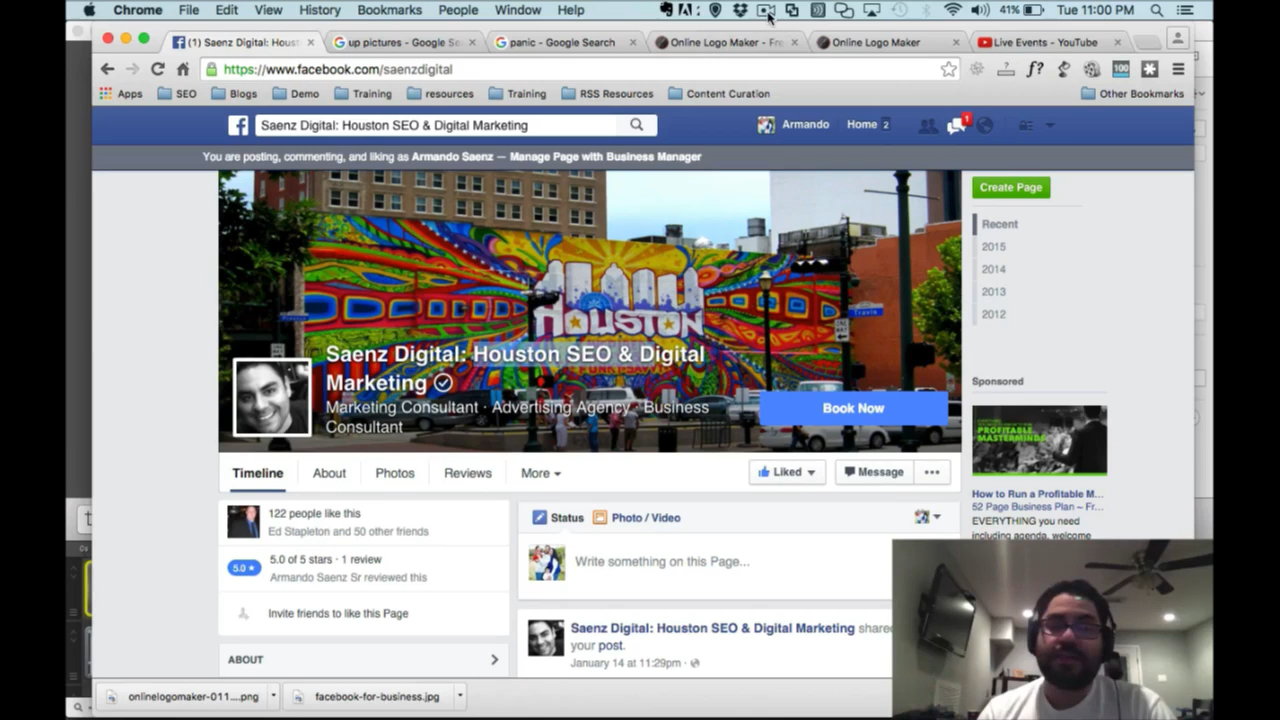 Chrome File Edit View History Bookmarks People Window Help 41% Tue 11:00 PM
(1) Saenz Digital: Houst × up pictures - Google Se × panic - Google Search × Online Logo Maker - Fre × Online Logo Maker × Live Events - YouTube ×
https://www.facebook.com/saenzdigital f? 100
Apps SEO Blogs Demo Training resources Training RSS Resources Content Curation Other Bookmarks
Saenz Digital: Houston SEO & Digital Marketing Armando Home 2 1
You are posting, commenting, and liking as Armando Saenz — Manage Page with Business Manager
Create Page
Recent
2015
2014
2013
2012
HOUSTON
Travis
Saenz Digital: Houston SEO & Digital
Marketing
Marketing Consultant · Advertising Agency · Business
Consultant
Book Now
Sponsored
PROFITABLE
MASTERMINDS
Timeline About Photos Reviews More Liked Message •••
How to Run a Profitable M...
52 Page Business Plan ~ Fr...
EVERYTHING you need
including agenda, welcome
122 people like this
Ed Stapleton and 50 other friends
5.0 5.0 of 5 stars · 1 review
Armando Saenz Sr reviewed this
Invite friends to like this Page
ABOUT
Status Photo / Video
Write something on this Page...
Saenz Digital: Houston SEO & Digital Marketing share
your post.
January 14 at 11:29pm ·
onlinelogomaker-011....png facebook-for-business.jpg